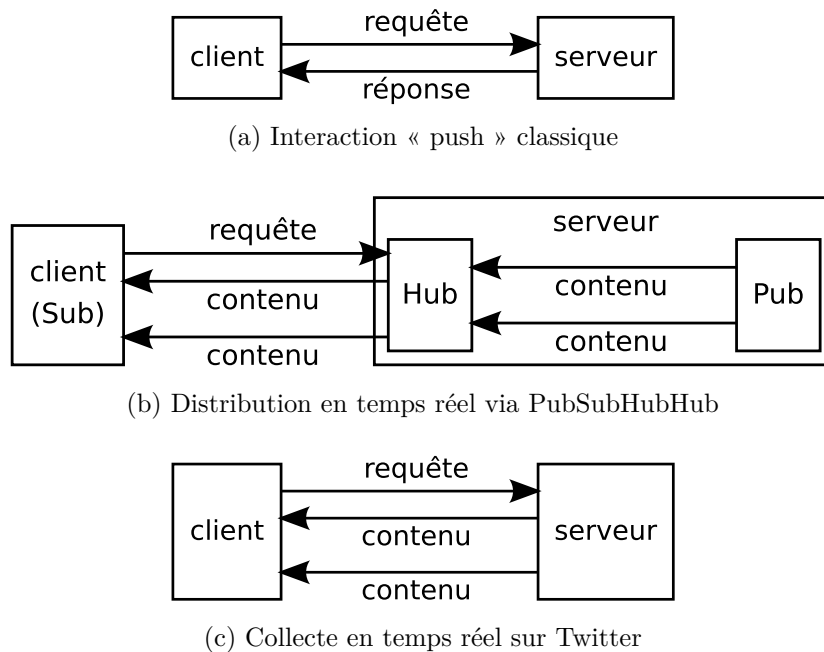 requête
client
serveur
réponse
(a) Interaction « push » classique
serveur
requête
client
(Sub)
contenu
Hub
contenu
Pub
contenu
contenu
(b) Distribution en temps réel via PubSubHubHub
requête
client
serveur
contenu
contenu
(c) Collecte en temps réel sur Twitter